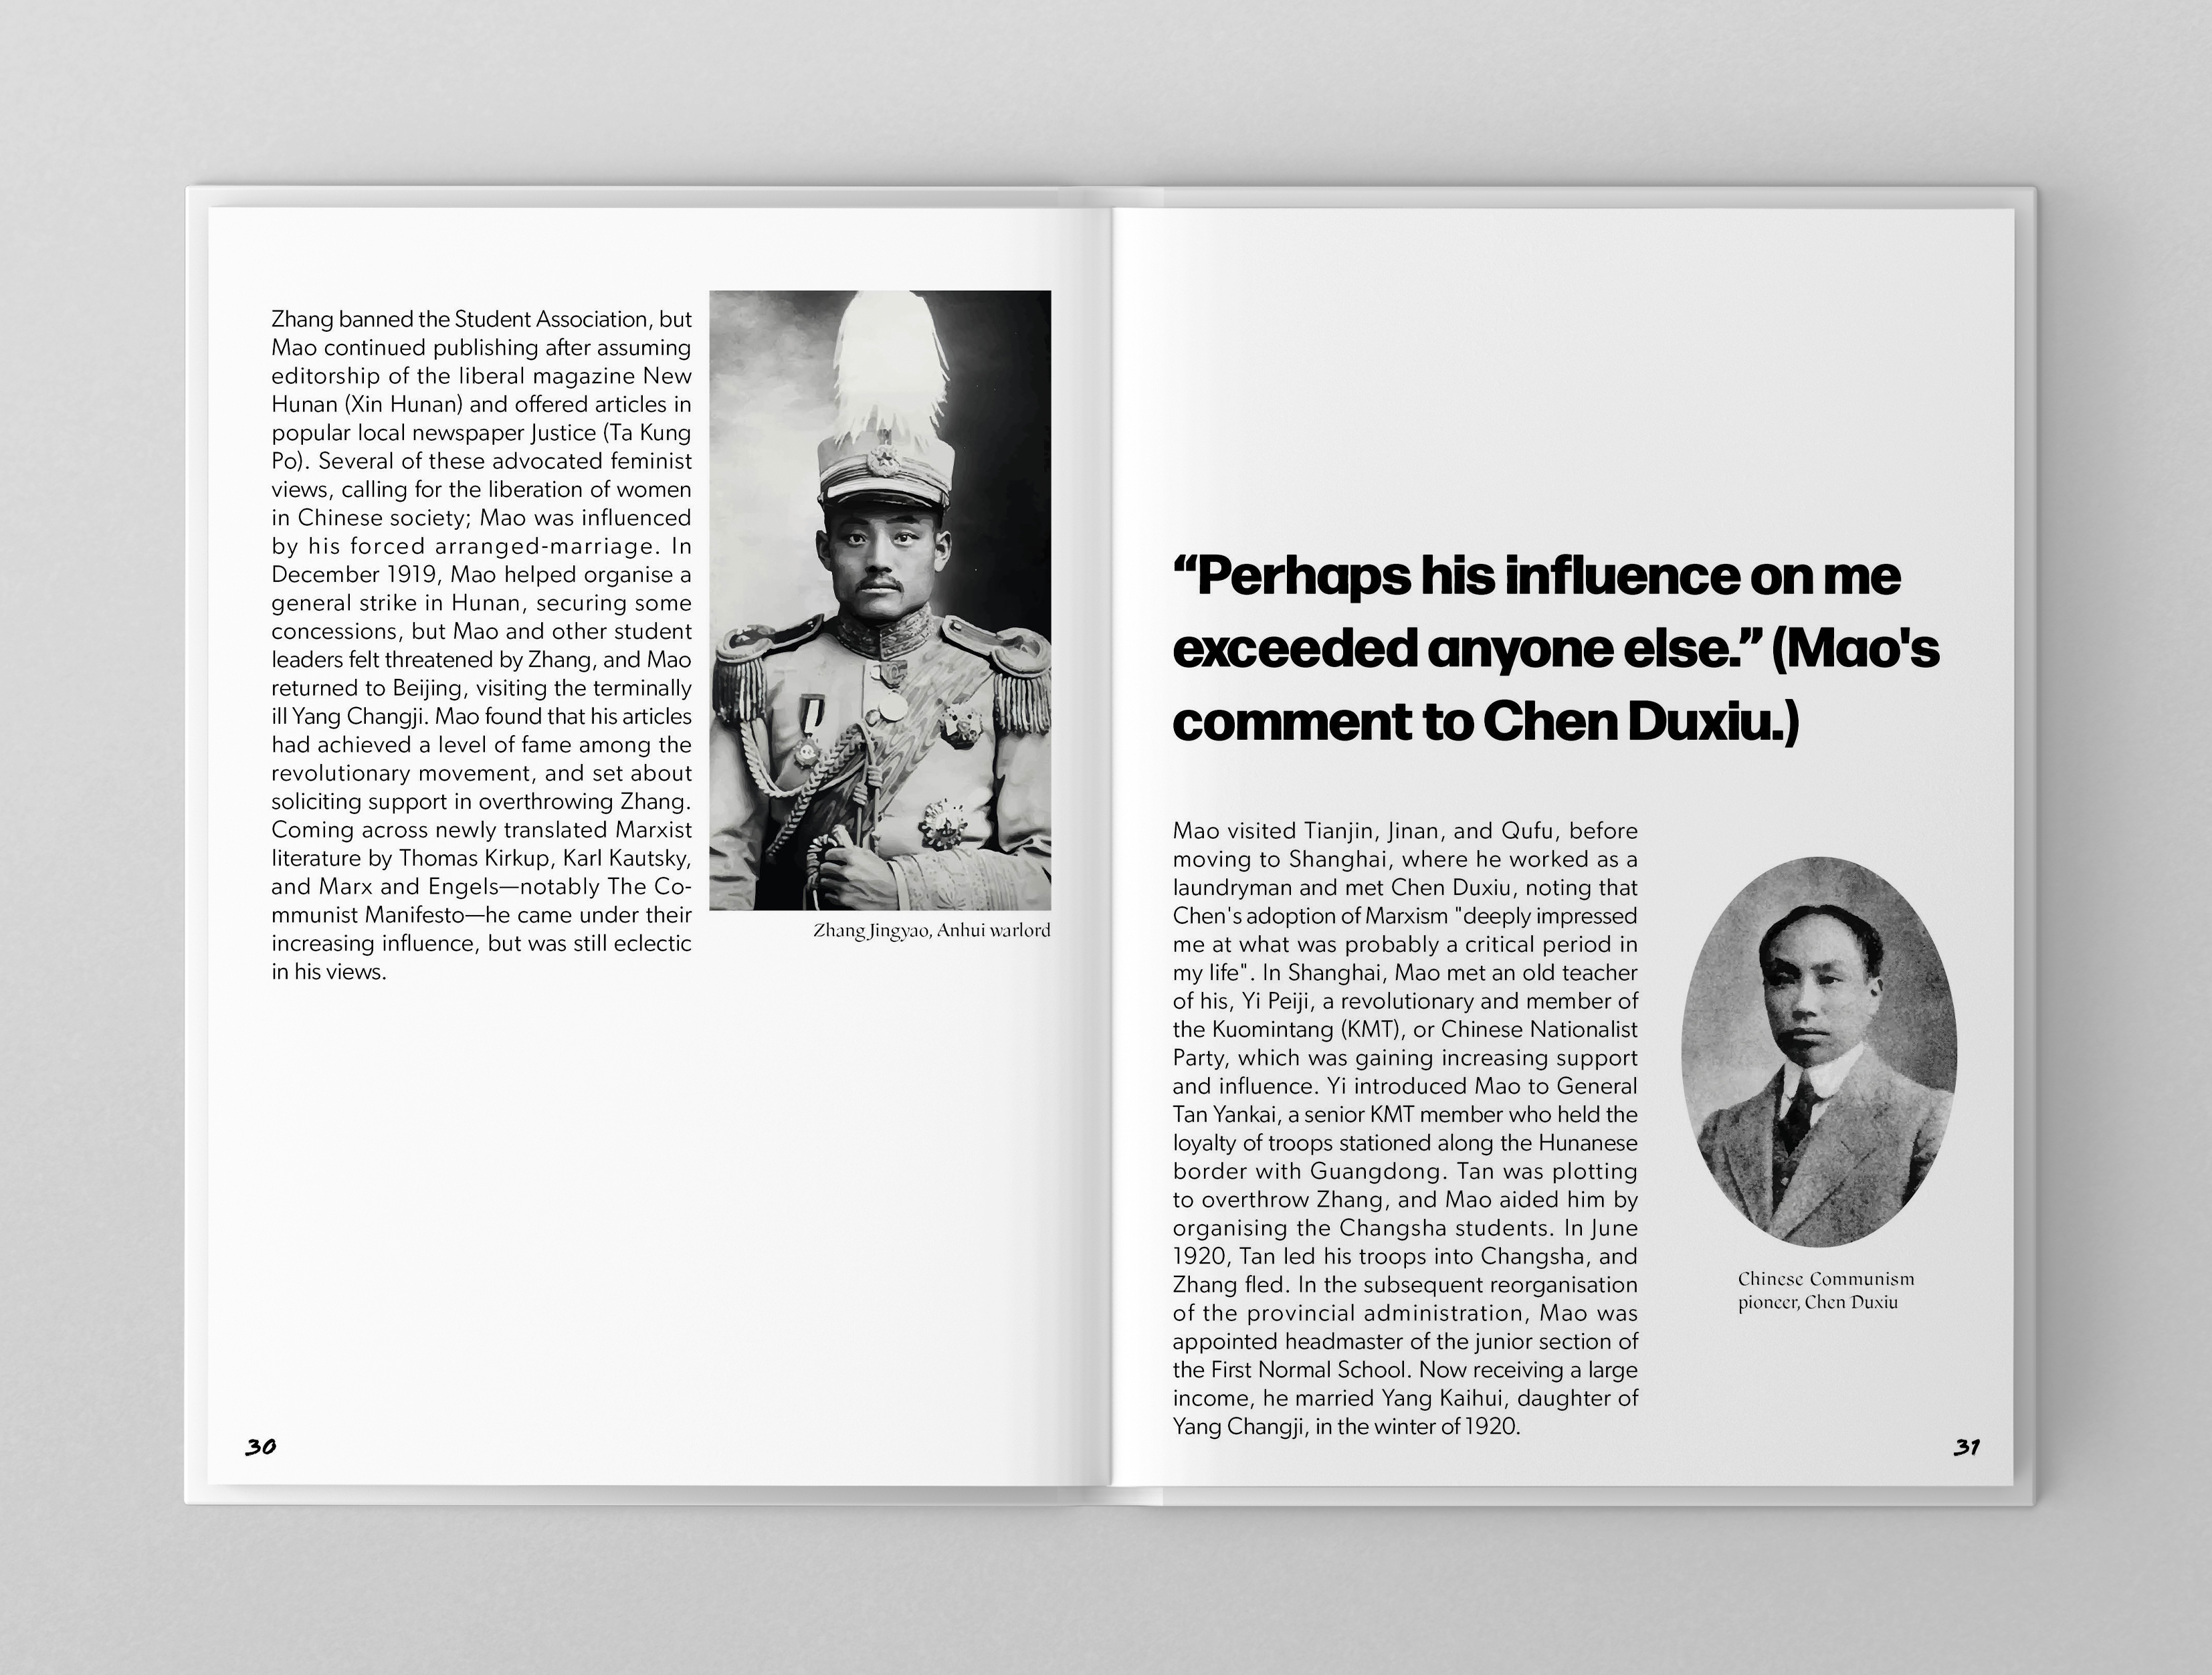 Zhang banned the Student Association, but
Mao continued publishing after assuming
editorship of the liberal magazine New
Hunan (Xin Hunan) and offered articles in
popular local newspaper Justice (Ta Kung
Po). Several of these advocated feminist
views, calling for the liberation of women
in Chinese society; Mao was influenced
by his forced arranged-marriage. In
December 1919, Mao helped organise a
general strike in Hunan, securing some
concessions, but Mao and other student
leaders felt threatened by Zhang, and Mao
returned to Beijing, visiting the terminally
ill Yang Changji. Mao found that his articles
had achieved a level of fame among the
revolutionary movement, and set about
soliciting support in overthrowing Zhang.
Coming across newly translated Marxist
literature by Thomas Kirkup, Karl Kautsky,
and Marx and Engels—notably The Co-
mmunist Manifesto—he came under their
increasing influence, but was still eclectic
in his views.
Zhang Jingyao, Anhui warlord
30
“Perhaps his influence on me
exceeded anyone else.” (Mao's
comment to Chen Duxiu.)
Mao visited Tianjin, Jinan, and Qufu, before
moving to Shanghai, where he worked as a
laundryman and met Chen Duxiu, noting that
Chen's adoption of Marxism "deeply impressed
me at what was probably a critical period in
my life". In Shanghai, Mao met an old teacher
of his, Yi Peiji, a revolutionary and member of
the Kuomintang (KMT), or Chinese Nationalist
Party, which was gaining increasing support
and influence. Yi introduced Mao to General
Tan Yankai, a senior KMT member who held the
loyalty of troops stationed along the Hunanese
border with Guangdong. Tan was plotting
to overthrow Zhang, and Mao aided him by
organising the Changsha students. In June
1920, Tan led his troops into Changsha, and
Zhang fled. In the subsequent reorganisation
of the provincial administration, Mao was
appointed headmaster of the junior section of
the First Normal School. Now receiving a large
income, he married Yang Kaihui, daughter of
Yang Changji, in the winter of 1920.
Chinese Communism
pioneer, Chen Duxiu
31